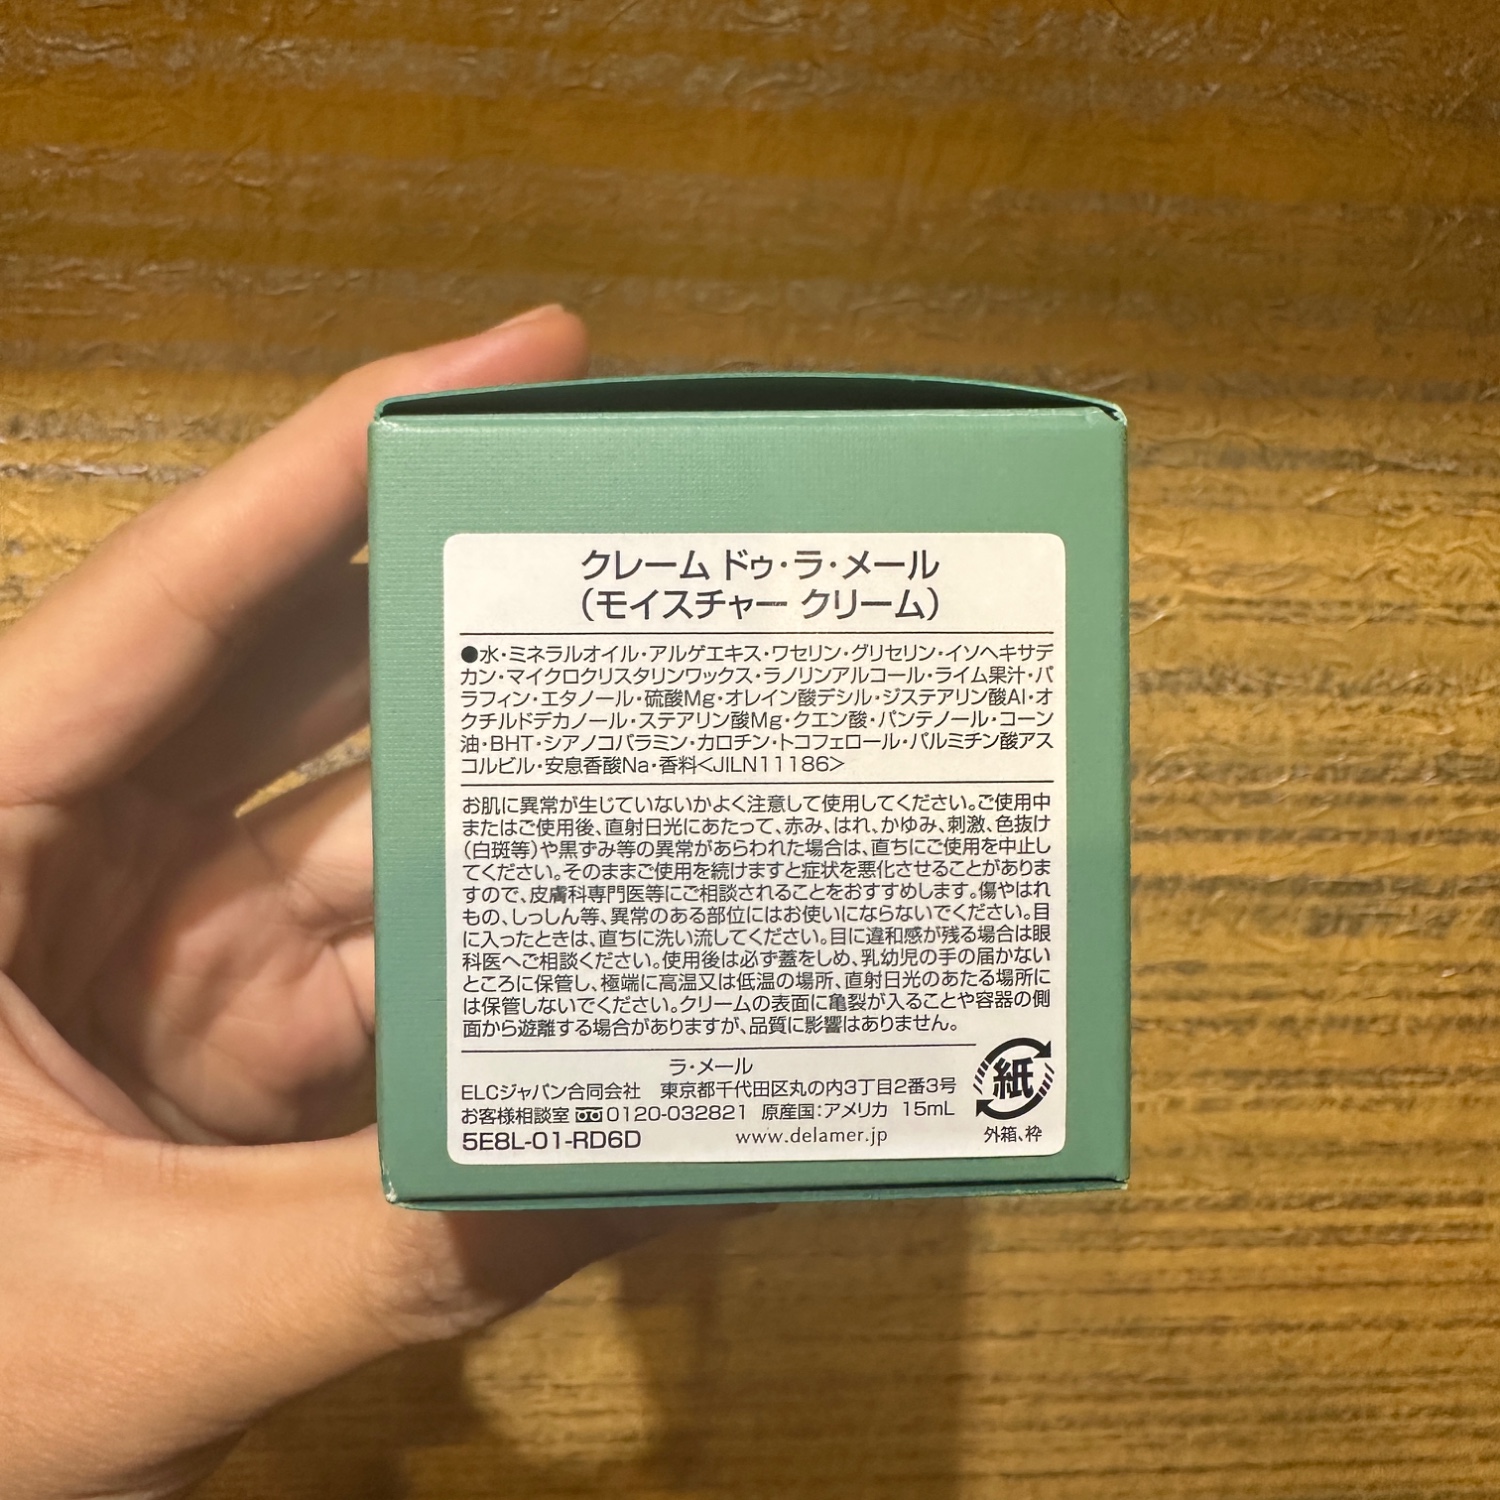 クレーム ドゥ・ラ・メール
（モイスチャー クリーム）
●水・ミネラルオイル・アルゲエキス・ワセリン・グリセリン・イソヘキサデ
カン・マイクロクリスタリンワックス・ラノリンアルコール・ライム果汁・パ
ラフィン・エタノール・硫酸Mg・オレイン酸デシル・ジステアリン酸Al・オ
クチルドデカノール・ステアリン酸Mg・クエン酸・パンテノール・コーン
油・BHT・シアノコバラミン・カロチン・トコフェロール・パルミチン酸アス
コルビル・安息香酸Na・香料<JILN11186>
お肌に異常が生じていないかよく注意して使用してください。ご使用中
またはご使用後、直射日光にあたって、赤み、はれ、かゆみ、刺激、色抜け
（白斑等）や黒ずみ等の異常があらわれた場合は、直ちにご使用を中止し
てください。そのままご使用を続けますと症状を悪化させることがありま
すので、皮膚科専門医等にご相談されることをおすすめします。傷やはれ
もの、しっしん等、異常のある部位にはお使いにならないでください。目
に入ったときは、直ちに洗い流してください。目に違和感が残る場合は眼
科医へご相談ください。使用後は必ず蓋をしめ、乳幼児の手の届かない
ところに保管し、極端に高温又は低温の場所、直射日光のあたる場所に
は保管しないでください。クリームの表面に亀裂が入ることや容器の側
面から遊離する場合がありますが、品質に影響はありません。
ラ・メール
ELCジャパン合同会社 東京都千代田区丸の内3丁目2番3号
お客様相談室 0120-032821 原産国：アメリカ 15mL
5E8L-01-RD6D www.delamer.jp
紙
外箱、枠